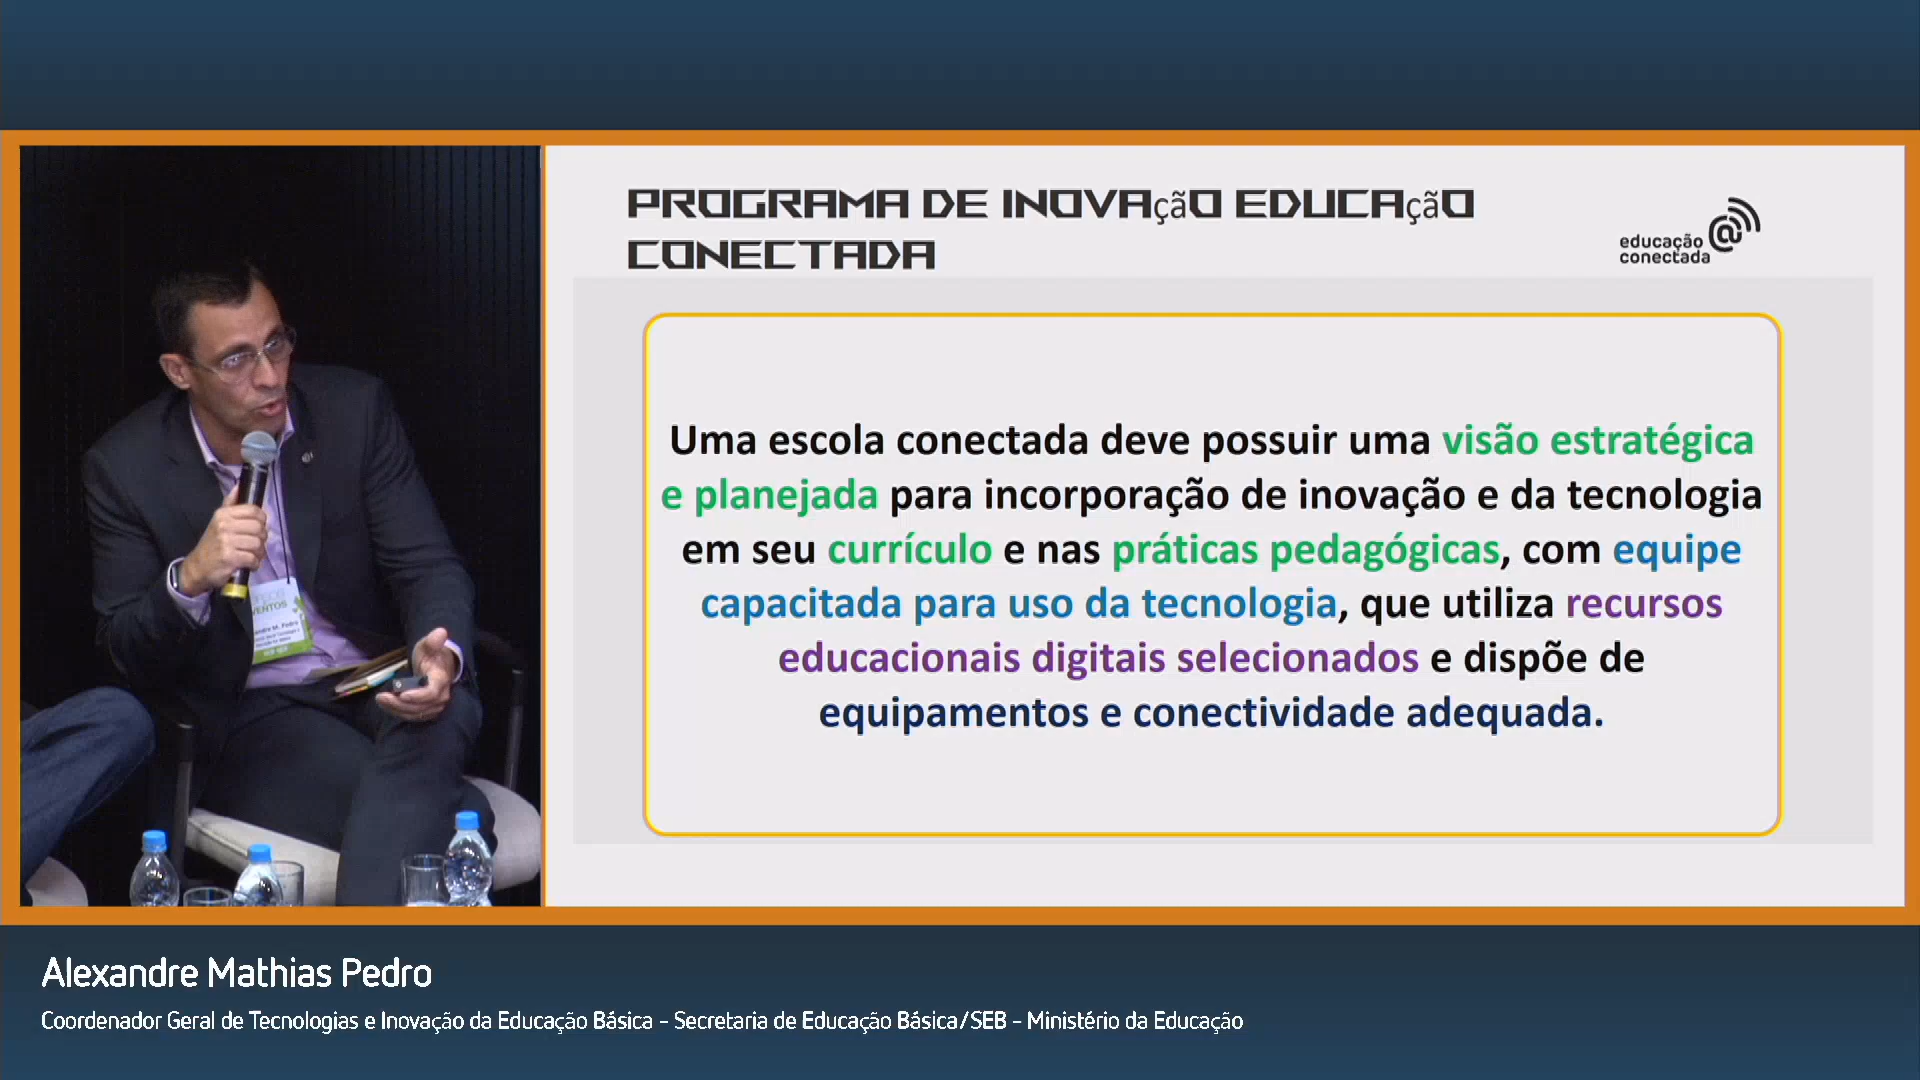 PROGRAMA DE INOVAçãO EDUCAçãO
CONECTADA
educação
conectada
Uma escola conectada deve possuir uma visão estratégica
e planejada para incorporação de inovação e da tecnologia
em seu currículo e nas práticas pedagógicas, com equipe
capacitada para uso da tecnologia, que utiliza recursos
educacionais digitais selecionados e dispõe de
equipamentos e conectividade adequada.
VENTOS
M. Pedro
Alexandre Mathias Pedro
Coordenador Geral de Tecnologias e Inovação da Educação Básica - Secretaria de Educação Básica/SEB - Ministério da Educação